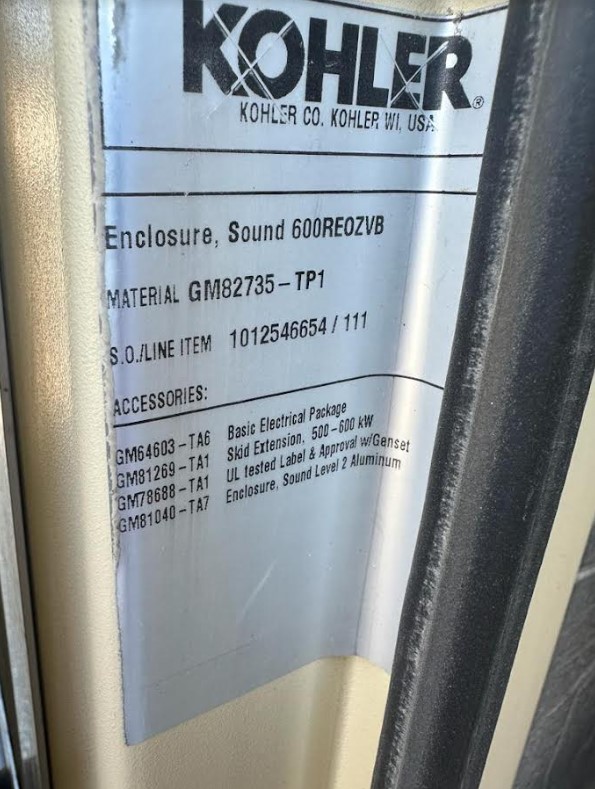 KOHLER®
KOHLER CO. KOHLER, WI, USA
Enclosure, Sound 600REOZVB
MATERIAL GM82735-TP1
S.O./LINE ITEM 1012546654 / 111
ACCESSORIES:
GM64603-TA6 Basic Electrical Package
GM81269-TA1 Skid Extension, 500-600 kW
GM78688-TA1 UL tested Label & Approval w/Genset
GM81040-TA7 Enclosure, Sound Level 2 Aluminum